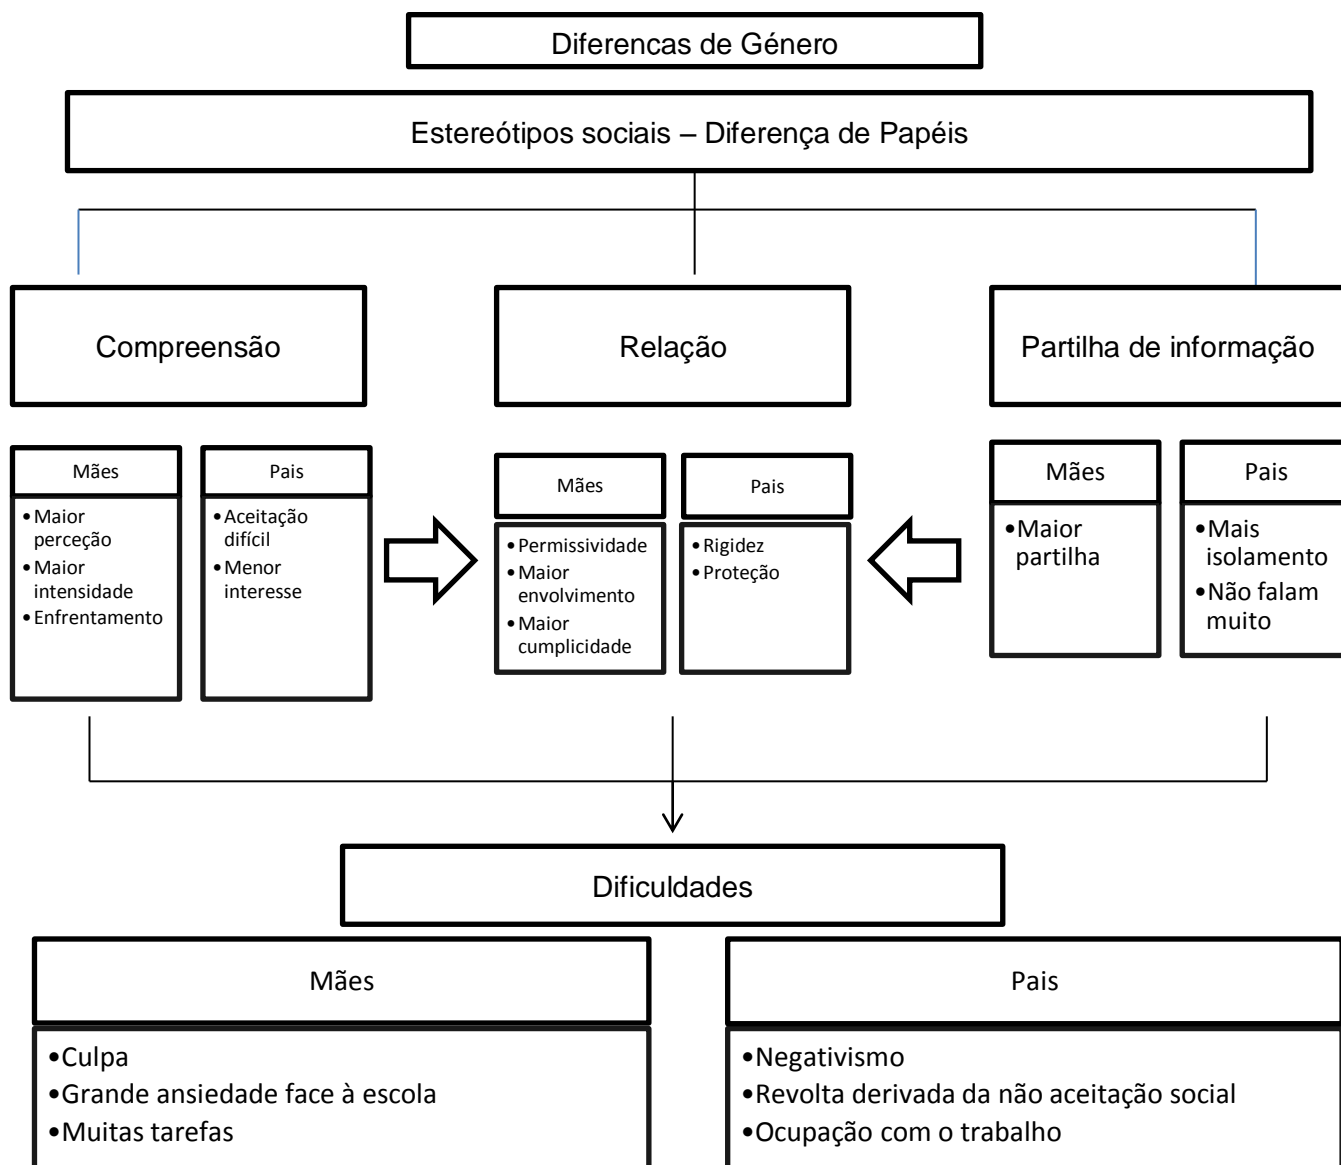 Diferencas de Género
Estereótipos sociais – Diferença de Papéis
Compreensão
Relação
Partilha de informação
Mães
•Maior
perceção
•Maior
intensidade
•Enfrentamento
Pais
•Aceitação
difícil
•Menor
interesse
Mães
•Permissividade
•Maior
envolvimento
•Maior
cumplicidade
Pais
•Rigidez
•Proteção
Mães
•Maior
partilha
Pais
•Mais
isolamento
•Não falam
muito
Dificuldades
Mães
•Culpa
•Grande ansiedade face à escola
•Muitas tarefas
Pais
•Negativismo
•Revolta derivada da não aceitação social
•Ocupação com o trabalho